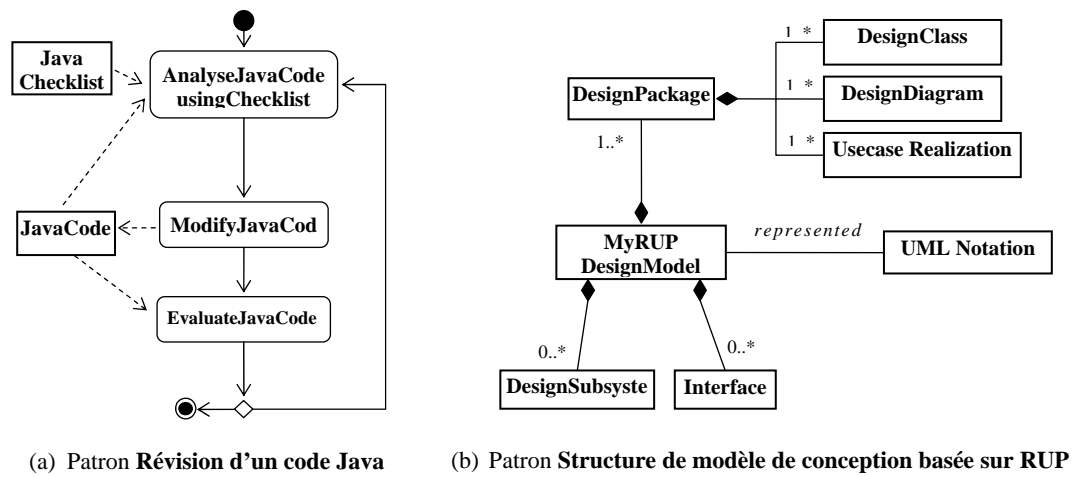 Java
Checklist
AnalyseJavaCode
usingChecklist
JavaCode
ModifyJavaCod
EvaluateJavaCode
(a) Patron Révision d'un code Java
DesignPackage
1 *
DesignClass
1 *
DesignDiagram
1 *
Usecase Realization
1..*
MyRUP
DesignModel
represented
UML Notation
0..*
0..*
DesignSubsyste
Interface
(b) Patron Structure de modèle de conception basée sur RUP